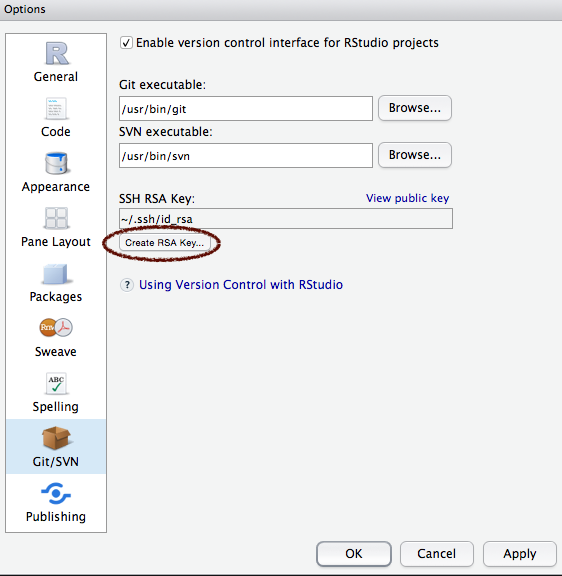 Options
R
General
Code
Appearance
Pane Layout
Packages
Rnw
Sweave
ABC
Spelling
Git/SVN
Publishing
Enable version control interface for RStudio projects
Git executable:
/usr/bin/git Browse...
SVN executable:
/usr/bin/svn Browse...
SSH RSA Key: View public key
~/.ssh/id_rsa
Create RSA Key...
? Using Version Control with RStudio
OK Cancel Apply